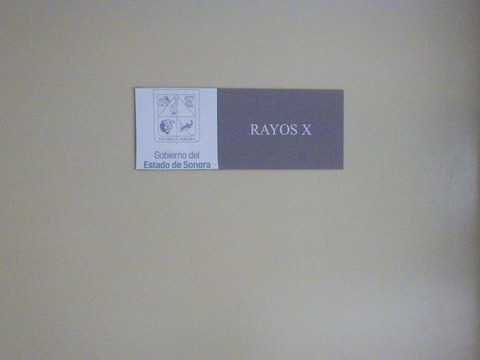 RAYOS X
Gobierno del
Estado de Sonora